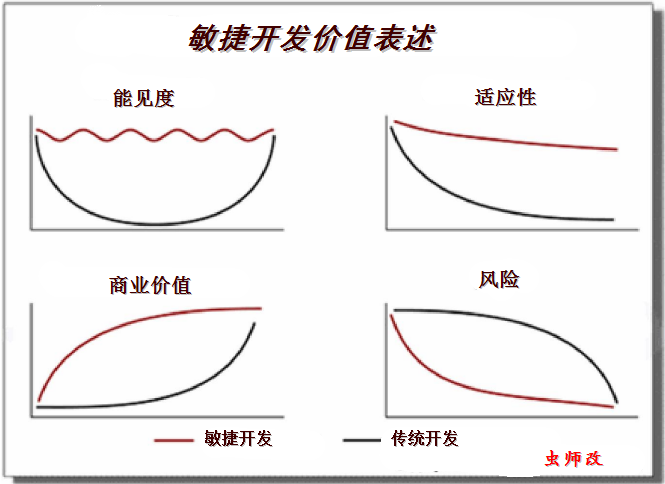 敏捷开发价值表述
能见度
适应性
商业价值
风险
敏捷开发
传统开发
虫师改